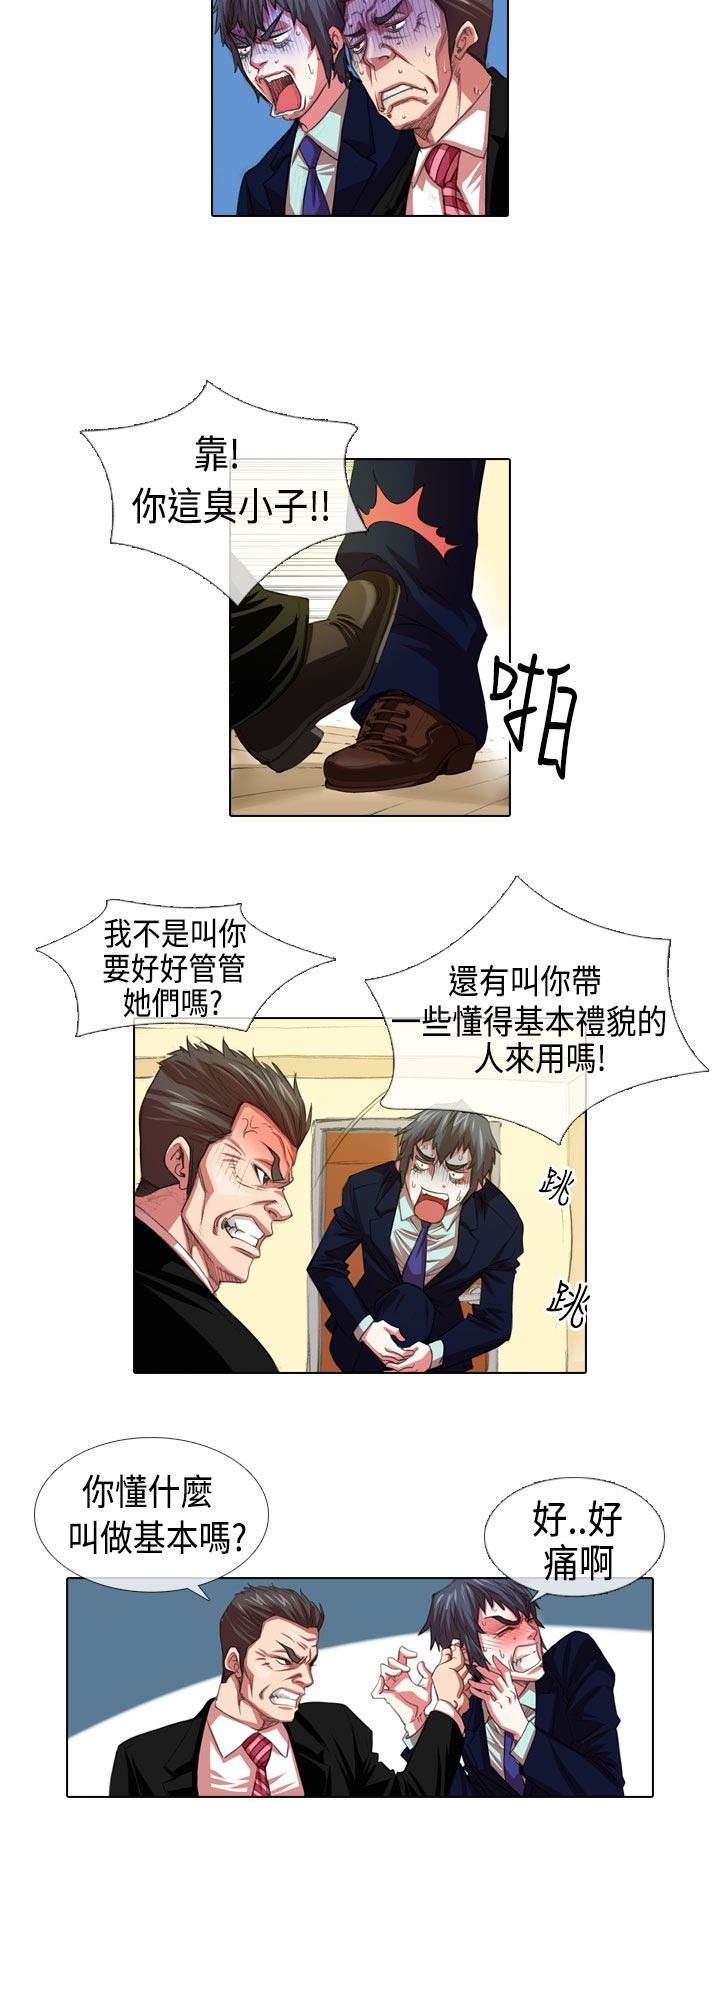 靠!
你這臭小子!!
啪
我不是叫你
要好好管管
她們嗎?
還有叫你帶
一些懂得基本禮貌的
人來用嗎!
跳
跳
你懂什麼
叫做基本嗎?
好..好
痛啊